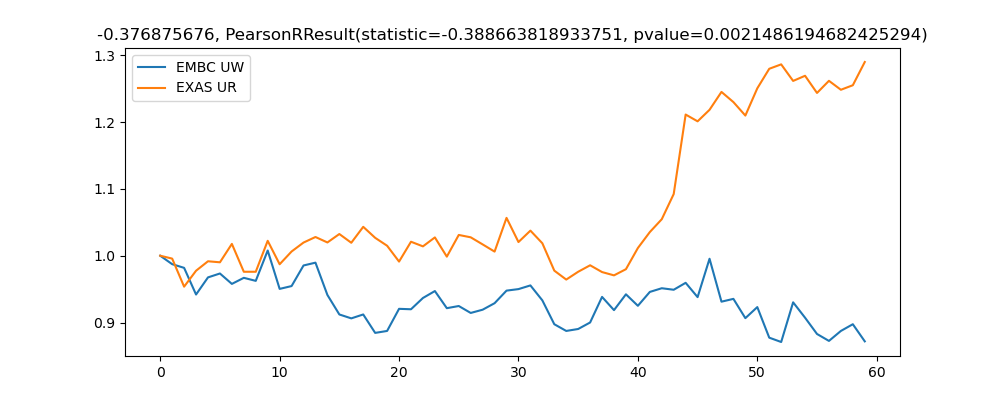 -0.376875676, PearsonRResult(statistic=-0.388663818933751, pvalue=0.0021486194682425294)
EMBC UW
EXAS UR
1.3
1.2
1.1
1.0
0.9
0 10 20 30 40 50 60